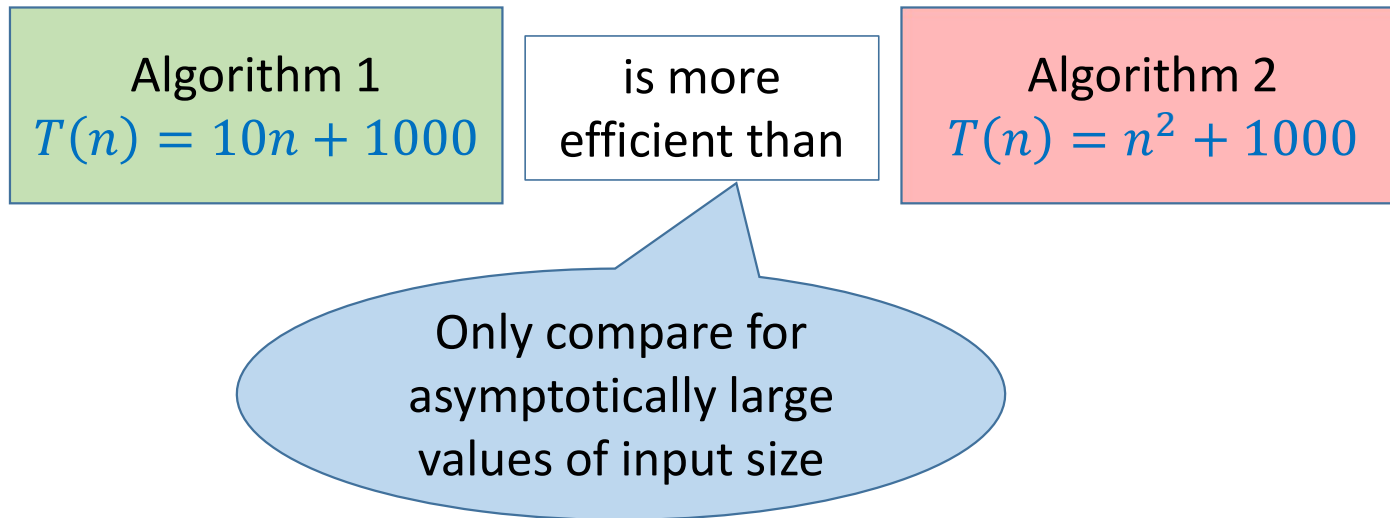 Algorithm 1
T(n) = 10n + 1000
is more
efficient than
Algorithm 2
T(n) = n² + 1000
Only compare for
asymptotically large
values of input size